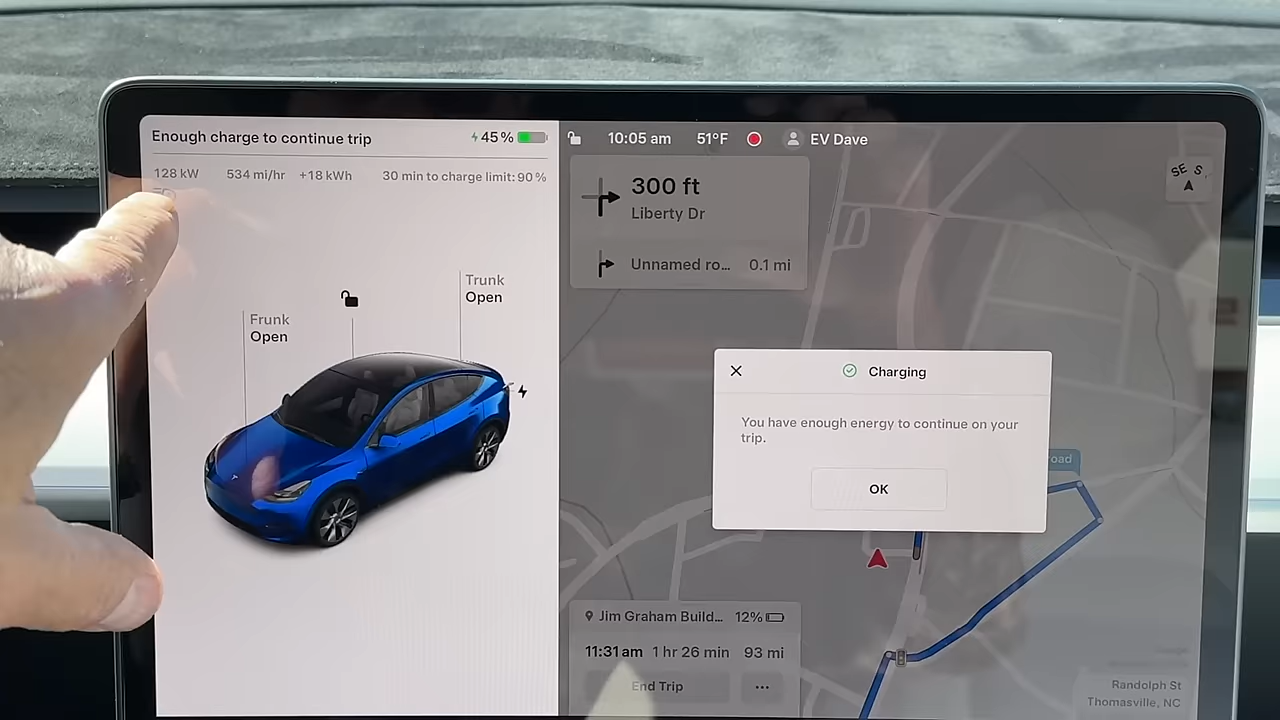 Enough charge to continue trip
45%
128 kW 534 mi/hr +18 kWh 30 min to charge limit: 90%
Trunk
Open
Frunk
Open
10:05 am 51°F EV Dave
SE S
300 ft
Liberty Dr
Unnamed ro... 0.1 mi
Charging
You have enough energy to continue on your
trip.
OK
oad
Jim Graham Build... 12%
11:31 am 1 hr 26 min 93 mi
End Trip ...
Randolph St
Thomasville, NC